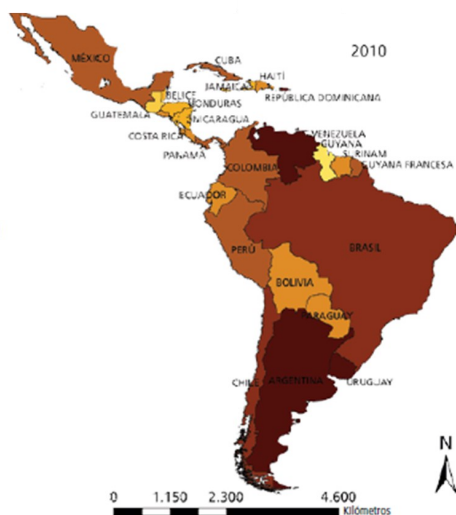 2010
MÉXICO
CUBA
HAITÍ
JAMAICA
BELICE
REPÚBLICA DOMINICANA
HONDURAS
GUATEMALA
NICARAGUA
COSTA RICA
PANAMA
VENEZUELA
GUYANA
SURINAM
GUYANA FRANCESA
COLOMBIA
ECUADOR
PERÚ
BRASIL
BOLIVIA
PARAGUAY
CHILE
ARGENTINA
URUGUAY
N
0 1.150 2.300 4.600
Kilómetros